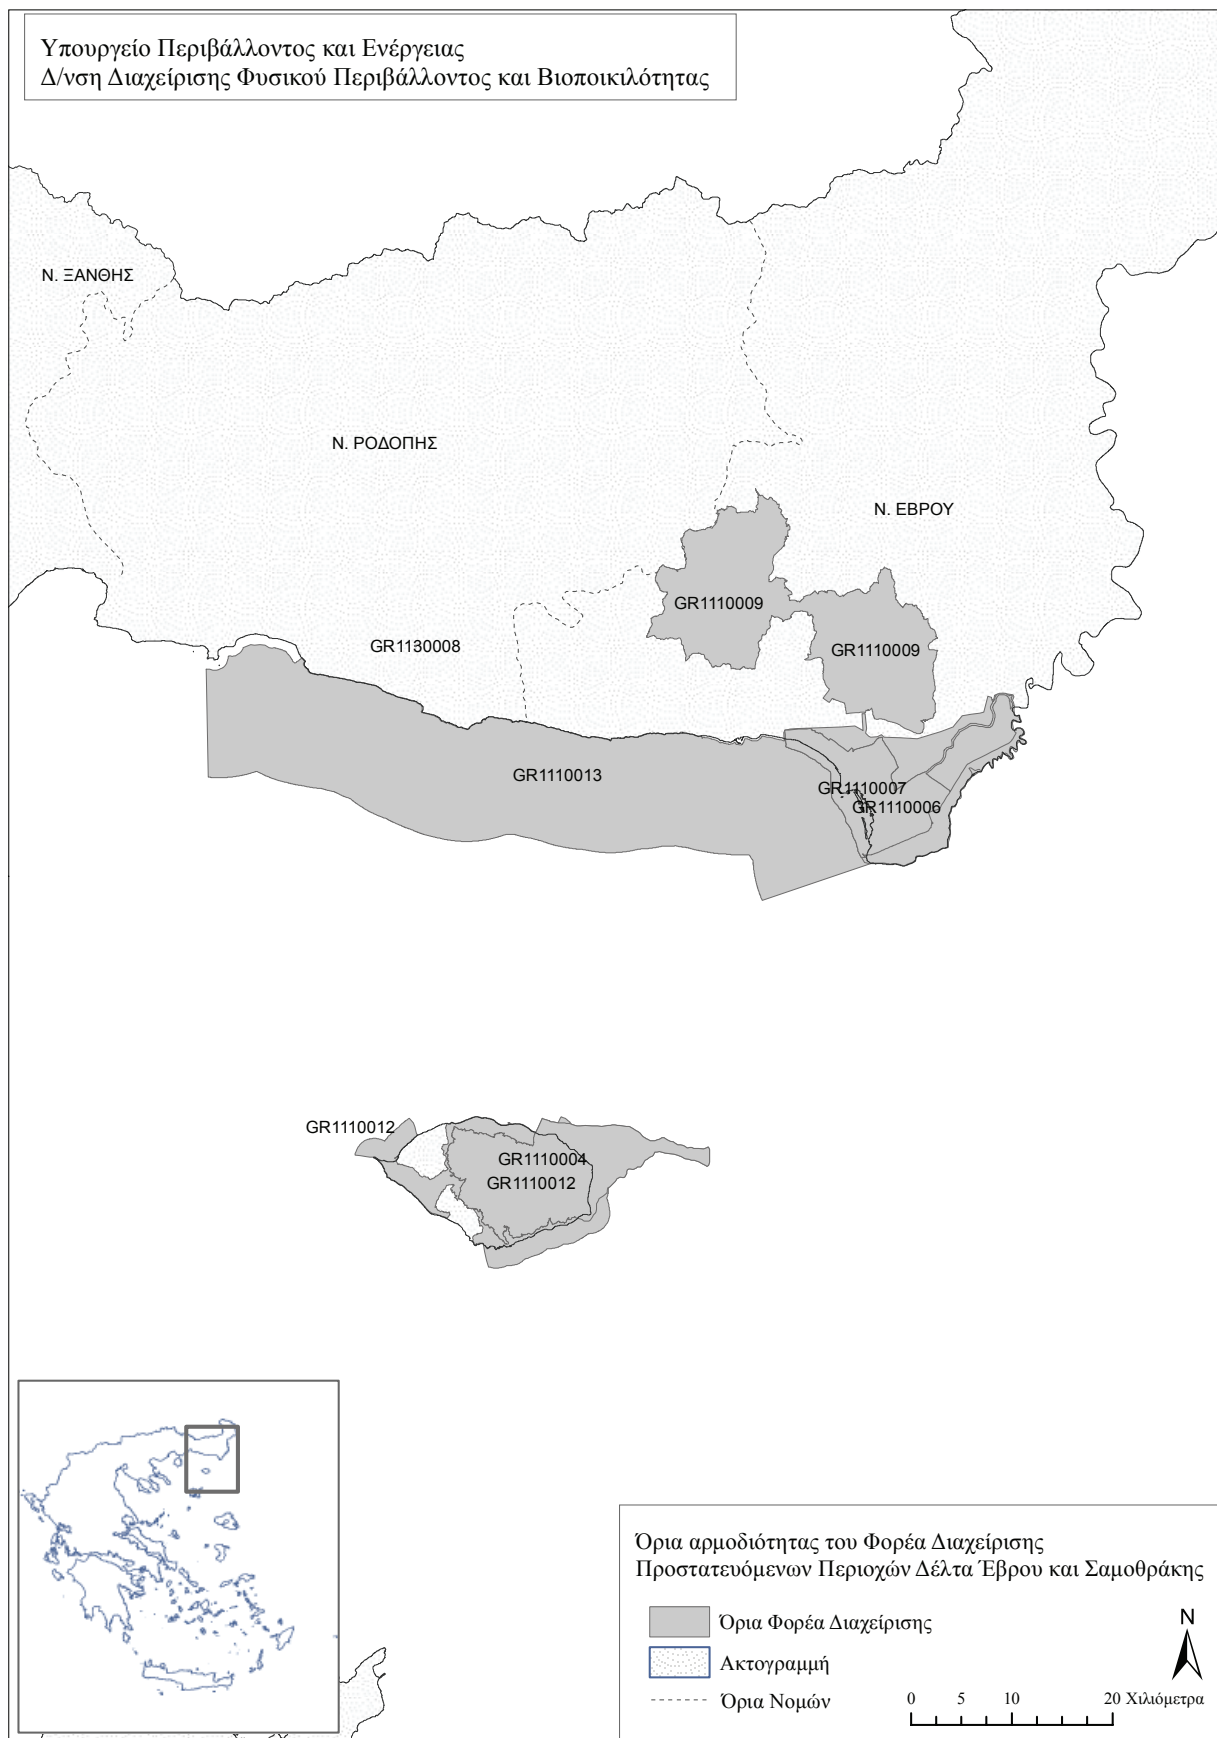 Υπουργείο Περιβάλλοντος και Ενέργειας
Δ/νση Διαχείρισης Φυσικού Περιβάλλοντος και Βιοποικιλότητας
Ν. ΞΑΝΘΗΣ
Ν. ΡΟΔΟΠΗΣ
Ν. ΕΒΡΟΥ
GR1110009
GR1130008
GR1110009
GR1110013
GR1110007
GR1110006
GR1110012
GR1110004
GR1110012
Όρια αρμοδιότητας του Φορέα Διαχείρισης
Προστατευόμενων Περιοχών Δέλτα Έβρου και Σαμοθράκης
Όρια Φορέα Διαχείρισης
N
Ακτογραμμή
Όρια Νομών
0 5 10 20 Χιλιόμετρα